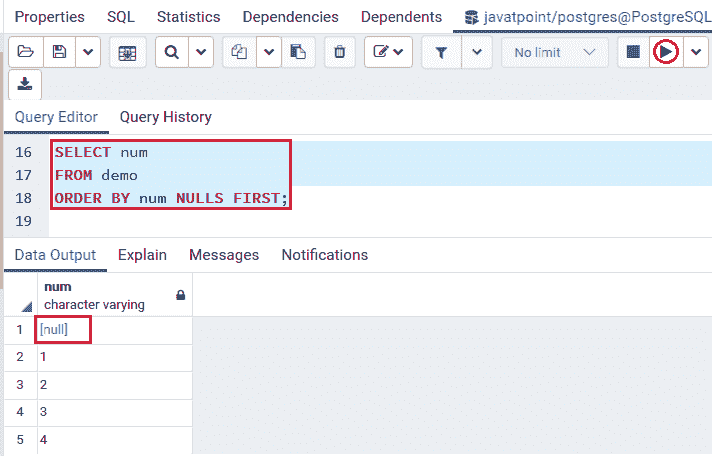 Properties SQL Statistics Dependencies Dependents javatpoint/postgres@PostgreSQL
No limit
Query Editor Query History
16 SELECT num
17 FROM demo
18 ORDER BY num NULLS FIRST;
19
Data Output Explain Messages Notifications
num
character varying
1 [null]
2 1
3 2
4 3
5 4